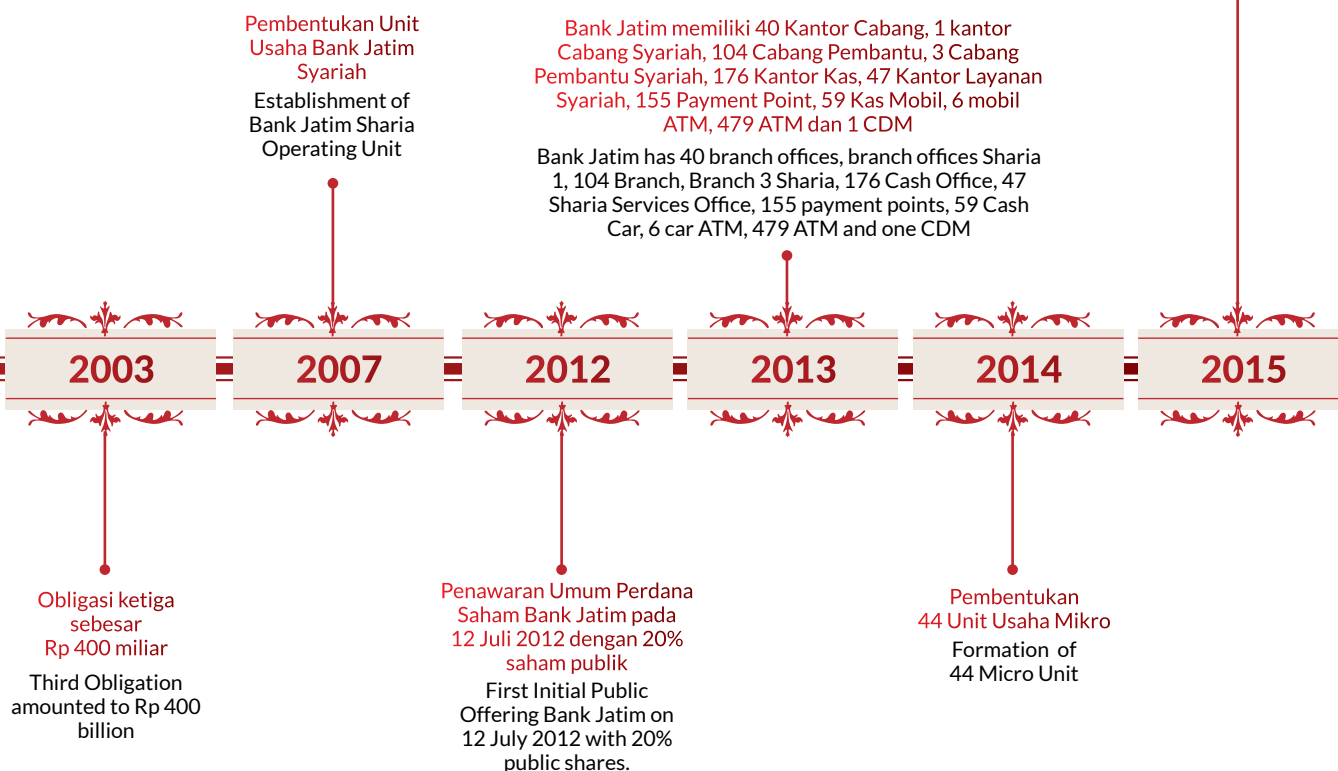 Pembentukan Unit
Usaha Bank Jatim
Syariah
Establishment of
Bank Jatim Sharia
Operating Unit
Bank Jatim memiliki 40 Kantor Cabang, 1 kantor
Cabang Syariah, 104 Cabang Pembantu, 3 Cabang
Pembantu Syariah, 176 Kantor Kas, 47 Kantor Layanan
Syariah, 155 Payment Point, 59 Kas Mobil, 6 mobil
ATM, 479 ATM dan 1 CDM
Bank Jatim has 40 branch offices, branch offices Sharia
1, 104 Branch, Branch 3 Sharia, 176 Cash Office, 47
Sharia Services Office, 155 payment points, 59 Cash
Car, 6 car ATM, 479 ATM and one CDM
2003
2007
2012
2013
2014
2015
Obligasi ketiga
sebesar
Rp 400 miliar
Third Obligation
amounted to Rp 400
billion
Penawaran Umum Perdana
Saham Bank Jatim pada
12 Juli 2012 dengan 20%
saham publik
First Initial Public
Offering Bank Jatim on
12 July 2012 with 20%
public shares.
Pembentukan
44 Unit Usaha Mikro
Formation of
44 Micro Unit